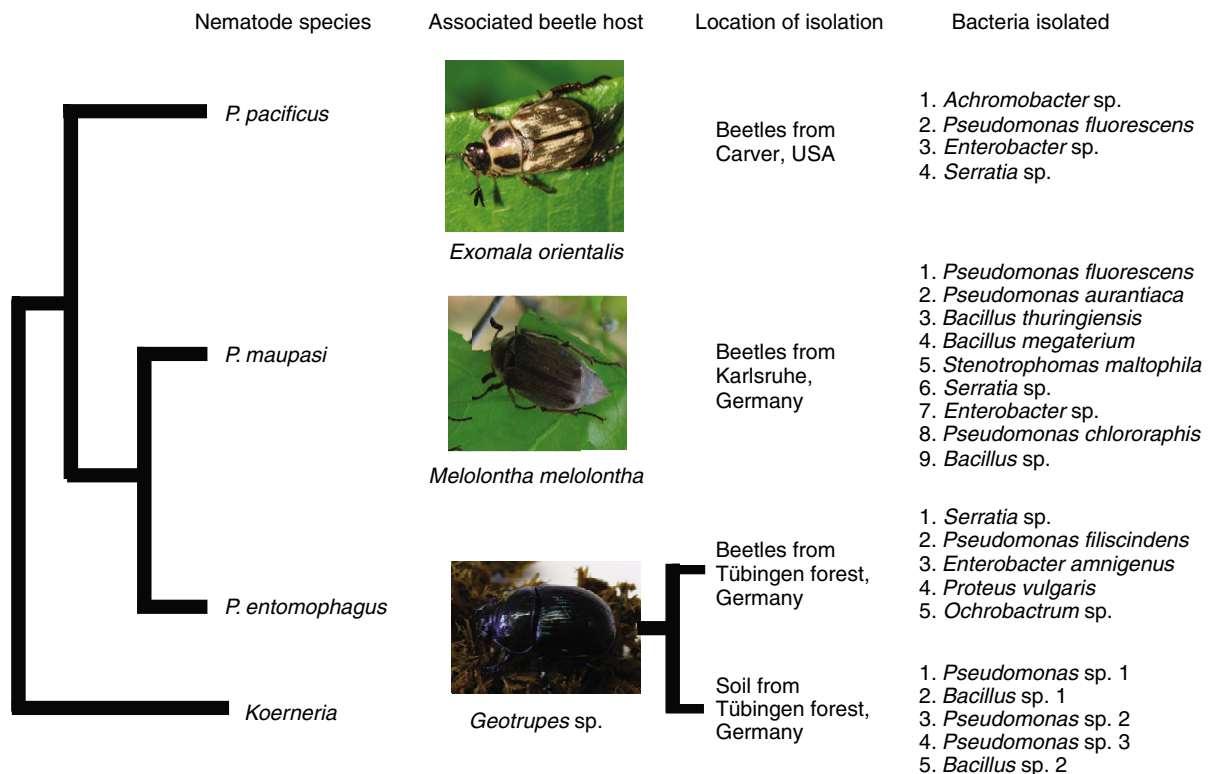 Nematode species
Associated beetle host
Location of isolation
Bacteria isolated
P. pacificus
Exomala orientalis
Beetles from
Carver, USA
1. Achromobacter sp.
2. Pseudomonas fluorescens
3. Enterobacter sp.
4. Serratia sp.
P. maupasi
Melolontha melolontha
Beetles from
Karlsruhe,
Germany
1. Pseudomonas fluorescens
2. Pseudomonas aurantiaca
3. Bacillus thuringiensis
4. Bacillus megaterium
5. Stenotrophomas maltophila
6. Serratia sp.
7. Enterobacter sp.
8. Pseudomonas chlororaphis
9. Bacillus sp.
P. entomophagus
Koerneria
Geotrupes sp.
Beetles from
Tübingen forest,
Germany
1. Serratia sp.
2. Pseudomonas filiscindens
3. Enterobacter amnigenus
4. Proteus vulgaris
5. Ochrobactrum sp.
Soil from
Tübingen forest,
Germany
1. Pseudomonas sp. 1
2. Bacillus sp. 1
3. Pseudomonas sp. 2
4. Pseudomonas sp. 3
5. Bacillus sp. 2